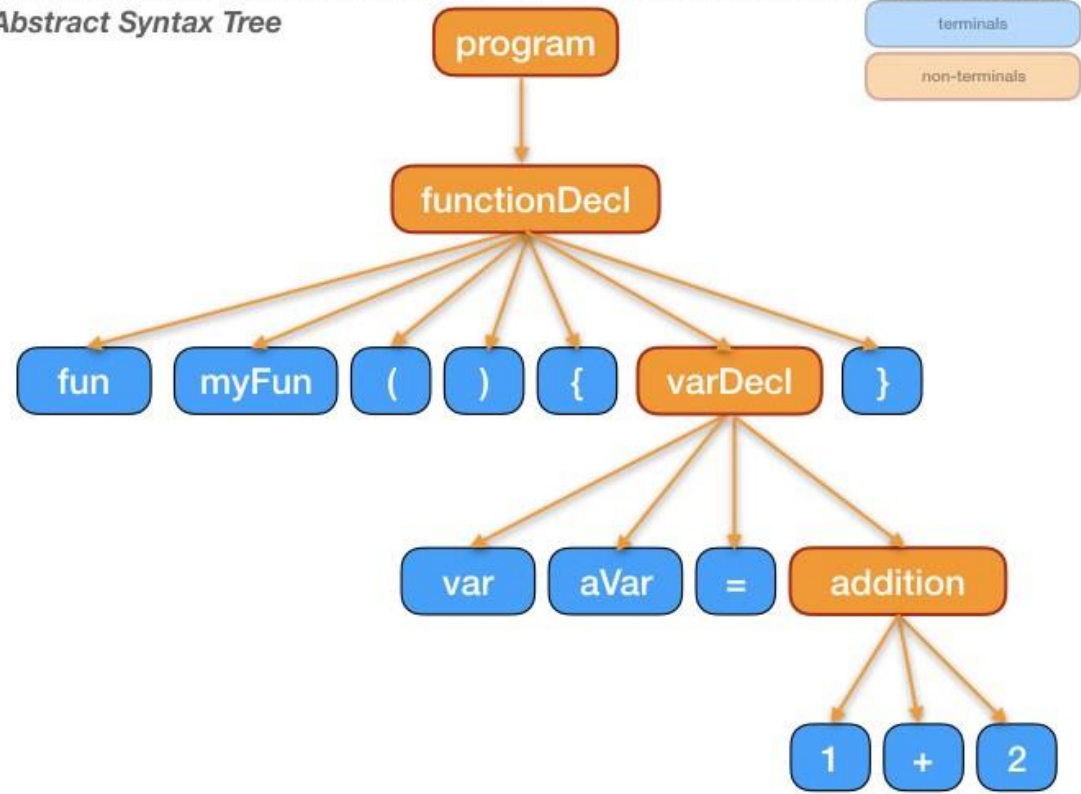 Abstract Syntax Tree
terminals
program
non-terminals
functionDecl
fun myFun ( ) { varDecl }
var aVar = addition
1 + 2